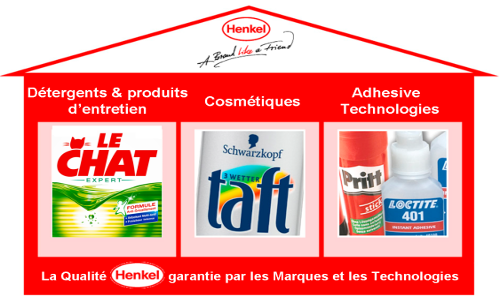 Henkel
A Brand like a Friend
Détergents & produits
d'entretien
Cosmétiques
Adhesive
Technologies
LE
CHAT
EXPERT
FORMULE
Schwarzkopf
3 WETTER
taft
Pritt
stick
LOCTITE
401
INSTANT ADHESIVE
La Qualité Henkel garantie par les Marques et les Technologies